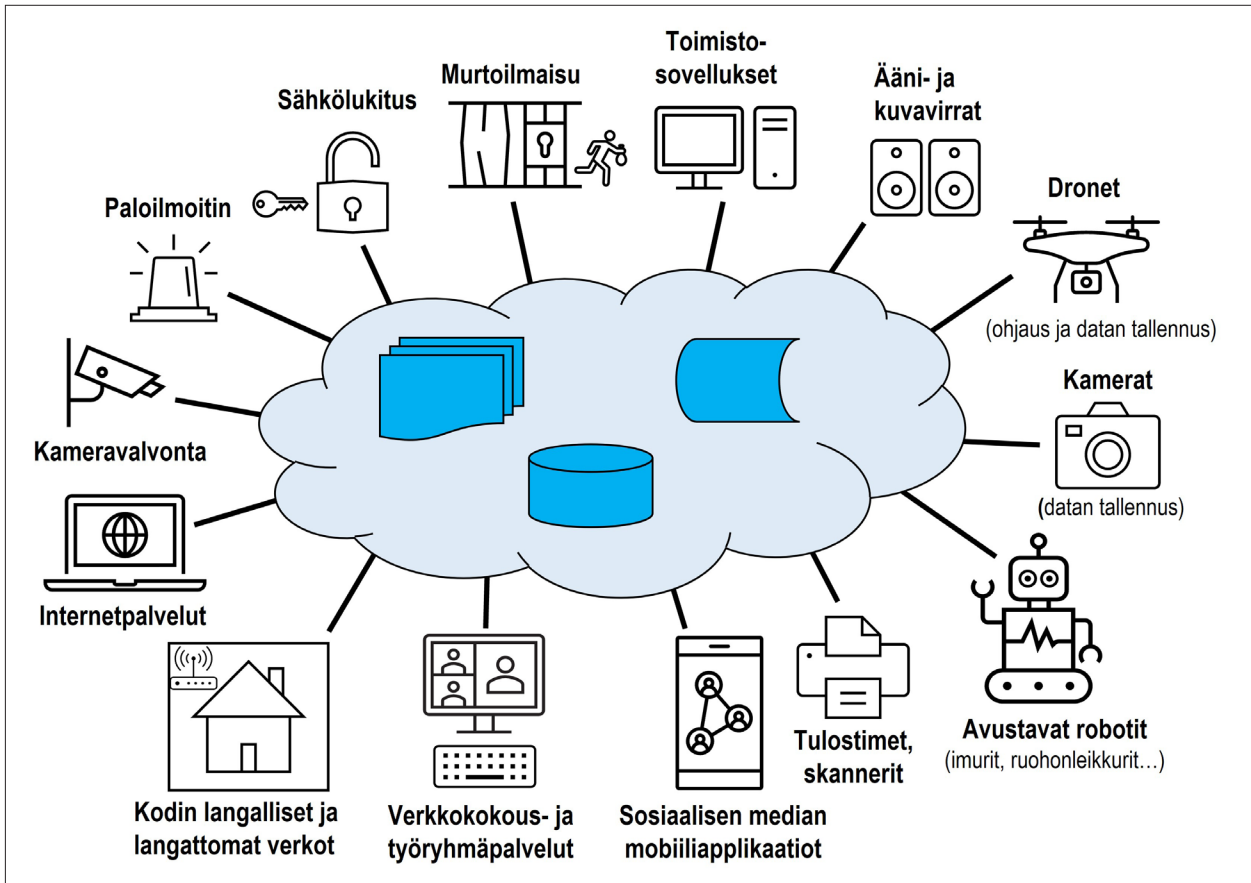 Toimisto-
sovellukset
Murtoilmaisu
Ääni- ja
kuvavirrat
Sähkölukitus
Dronet
(ohjaus ja datan tallennus)
Paloilmoitin
Kamerat
(datan tallennus)
Kameravalvonta
Internetpalvelut
Avustavat robotit
(imurit, ruohonleikkurit…)
Tulostimet,
skannerit
Kodin langalliset ja
langattomat verkot
Verkkokokous- ja
työryhmäpalvelut
Sosiaalisen median
mobiiliapplikaatiot